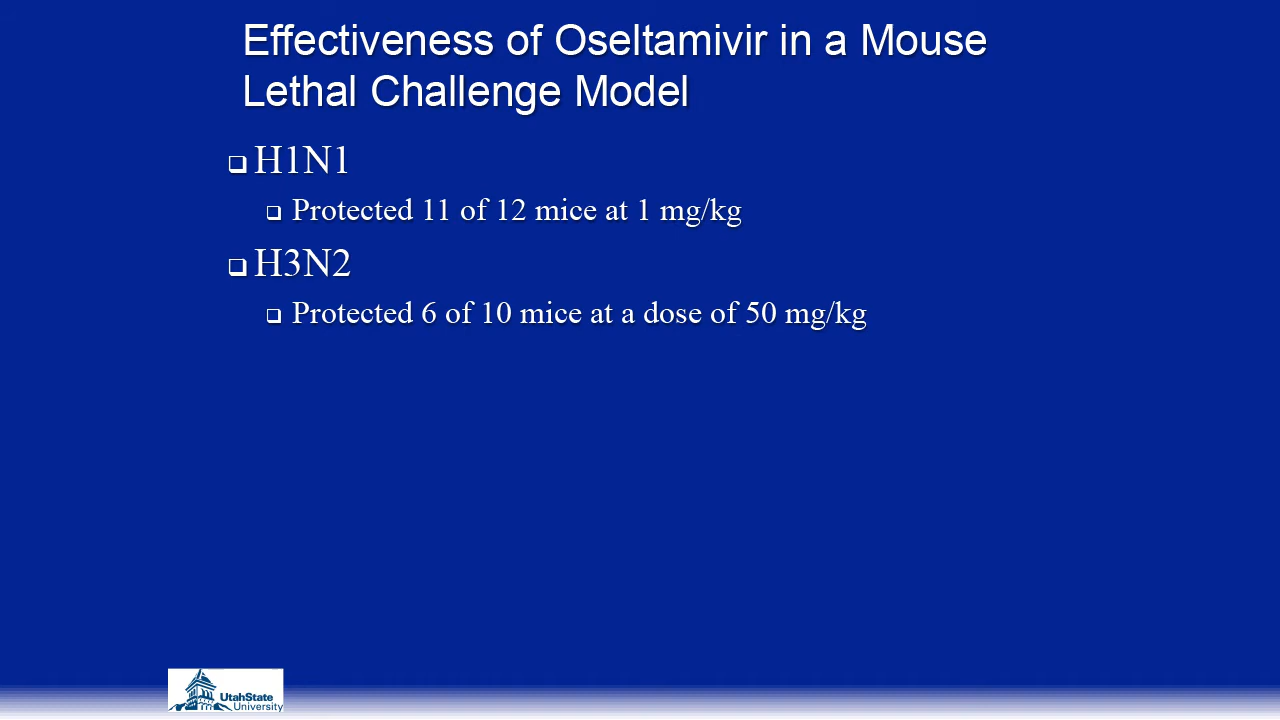 Effectiveness of Oseltamivir in a Mouse
Lethal Challenge Model
H1N1
Protected 11 of 12 mice at 1 mg/kg
H3N2
Protected 6 of 10 mice at a dose of 50 mg/kg
UtahState
University